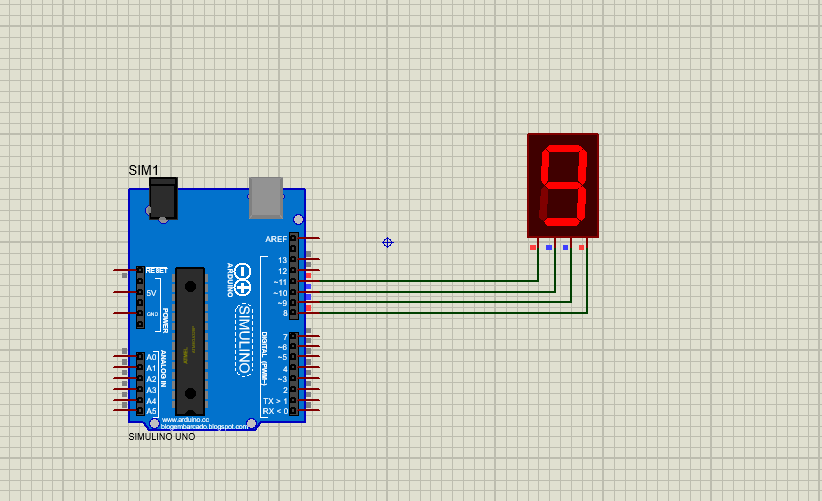 SIM1
9
AREF
13
12
~11
~10
~9
8
7
~6
~5
4
~3
2
TX > 1
RX < 0
RESET
5V
GND
POWER
A0
A1
A2
A3
A4
A5
ANALOG IN
ARDUINO
SIMULINO
DIGITAL (PWM~)
www.arduino.cc
blogembarcado.blogspot.com
SIMULINO UNO